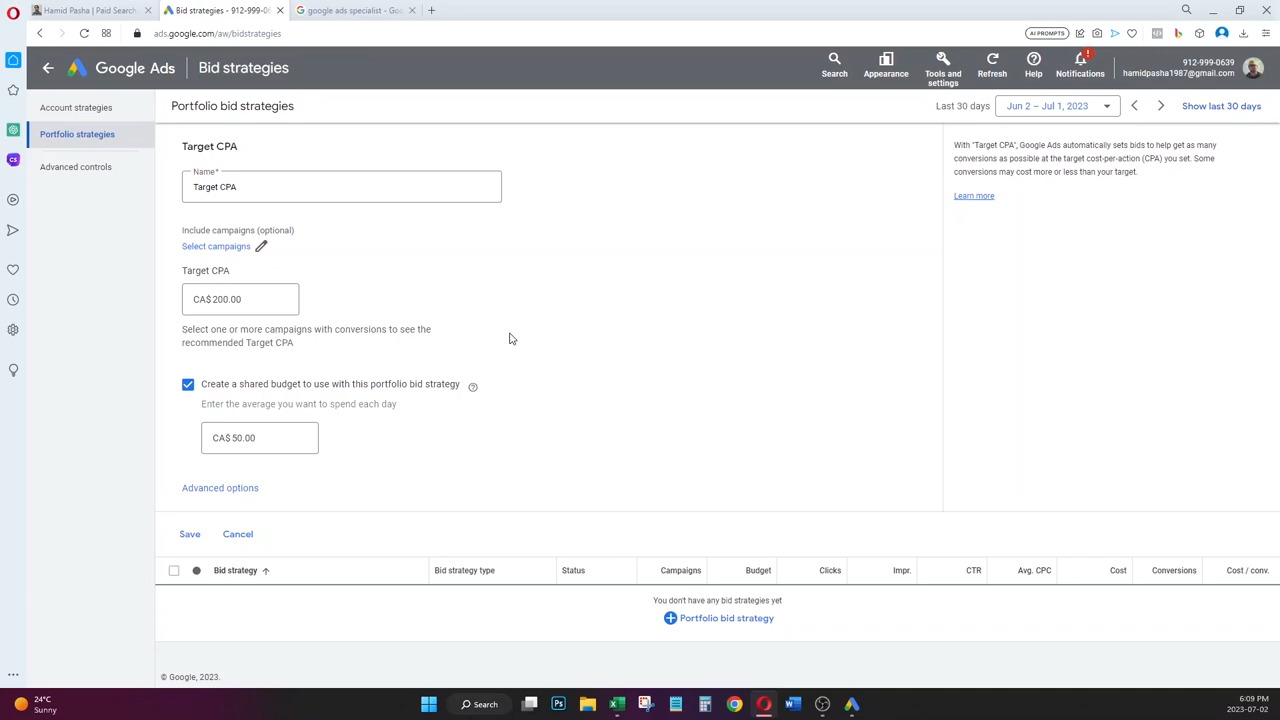 Hamid Pasha | Paid Search
Bid strategies - 912-999-06
google ads specialist - Go
ads.google.com/aw/bidstrategies
AI PROMPTS
Google Ads
Bid strategies
Search
Appearance
Tools and
settings
Refresh
Help
!
Notifications
912-999-0639
hamidpasha1987@gmail.com
Account strategies
Portfolio strategies
Advanced controls
Portfolio bid strategies
Last 30 days
Jun 2 – Jul 1, 2023
Show last 30 days
Target CPA
Name*
Target CPA
Include campaigns (optional)
Select campaigns
Target CPA
CA$ 200.00
Select one or more campaigns with conversions to see the
recommended Target CPA
Create a shared budget to use with this portfolio bid strategy
Enter the average you want to spend each day
CA$ 50.00
Advanced options
With "Target CPA", Google Ads automatically sets bids to help get as many
conversions as possible at the target cost-per-action (CPA) you set. Some
conversions may cost more or less than your target.
Learn more
Save
Cancel
Bid strategy
Bid strategy type
Status
Campaigns
Budget
Clicks
Impr.
CTR
Avg. CPC
Cost
Conversions
Cost / conv.
You don't have any bid strategies yet
Portfolio bid strategy
© Google, 2023.
24°C
Sunny
Search
6:09 PM
2023-07-02